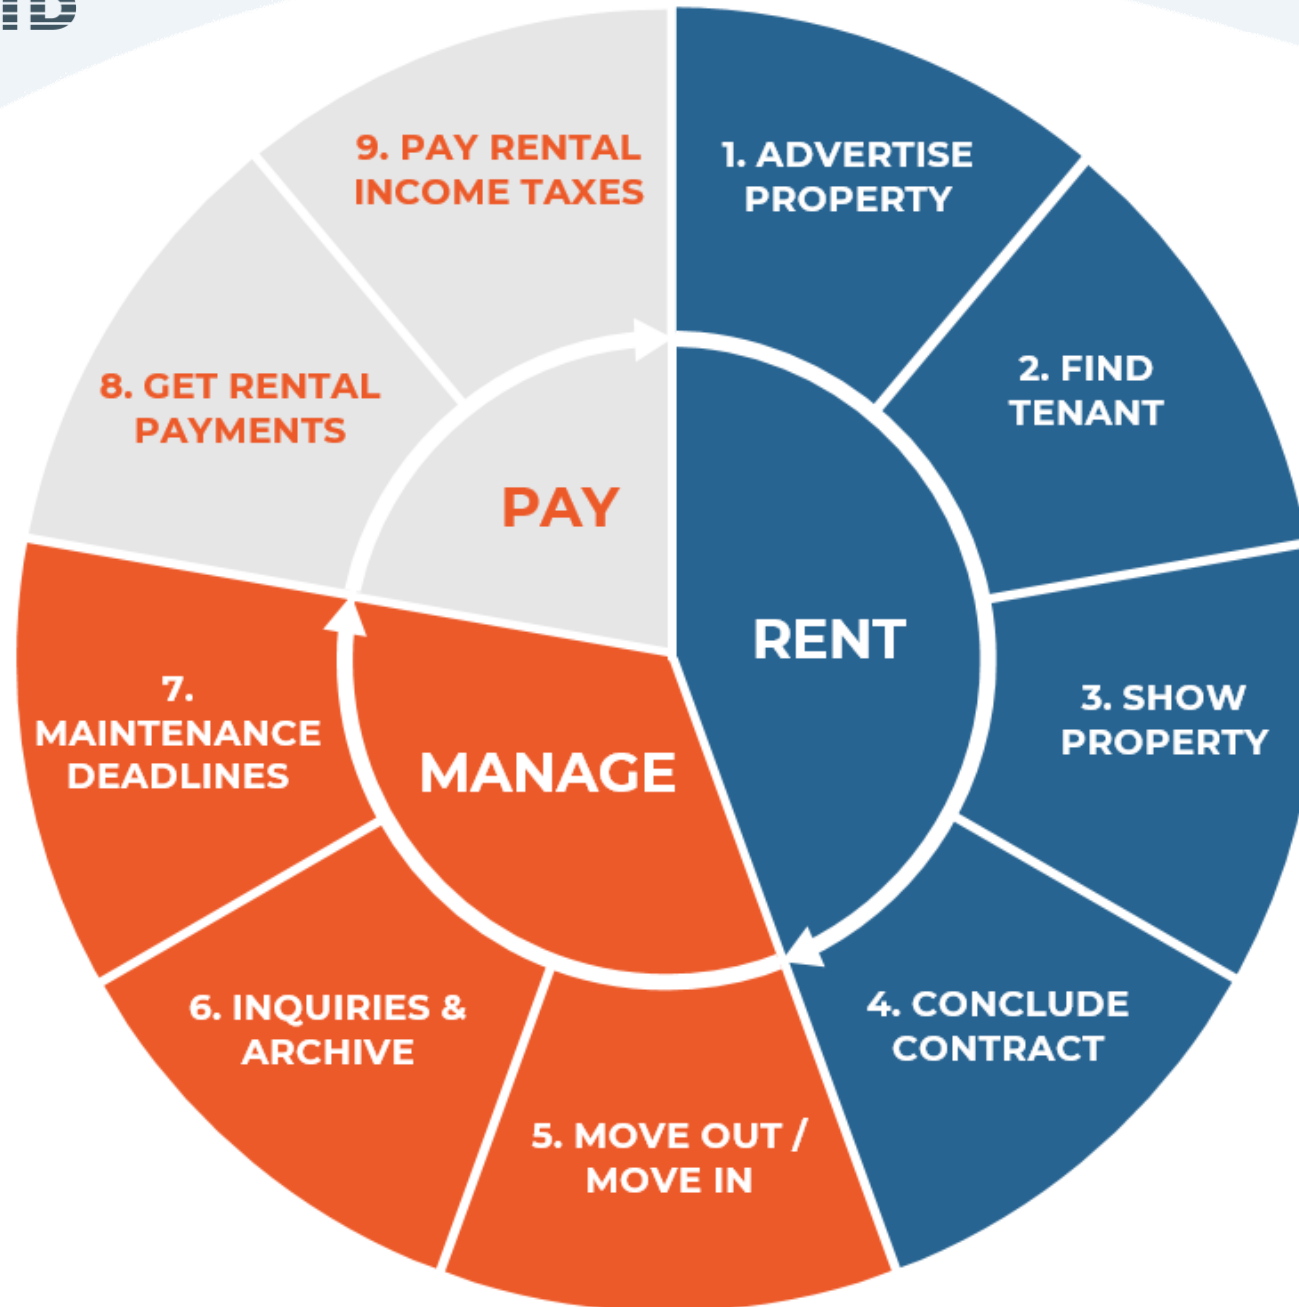 9. PAY RENTAL
INCOME TAXES
1. ADVERTISE
PROPERTY
2. FIND
TENANT
8. GET RENTAL
PAYMENTS
PAY
RENT
3. SHOW
PROPERTY
7.
MAINTENANCE
DEADLINES
MANAGE
4. CONCLUDE
CONTRACT
6. INQUIRIES &
ARCHIVE
5. MOVE OUT /
MOVE IN